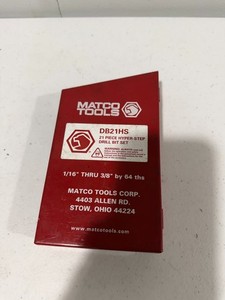 MATCO
TOOLS
DB21HS
21 PIECE HYPER-STEP
DRILL BIT SET
1/16" THRU 3/8" by 64 ths
MATCO TOOLS CORP.
4403 ALLEN RD.
STOW, OHIO 44224
www.matcotools.com